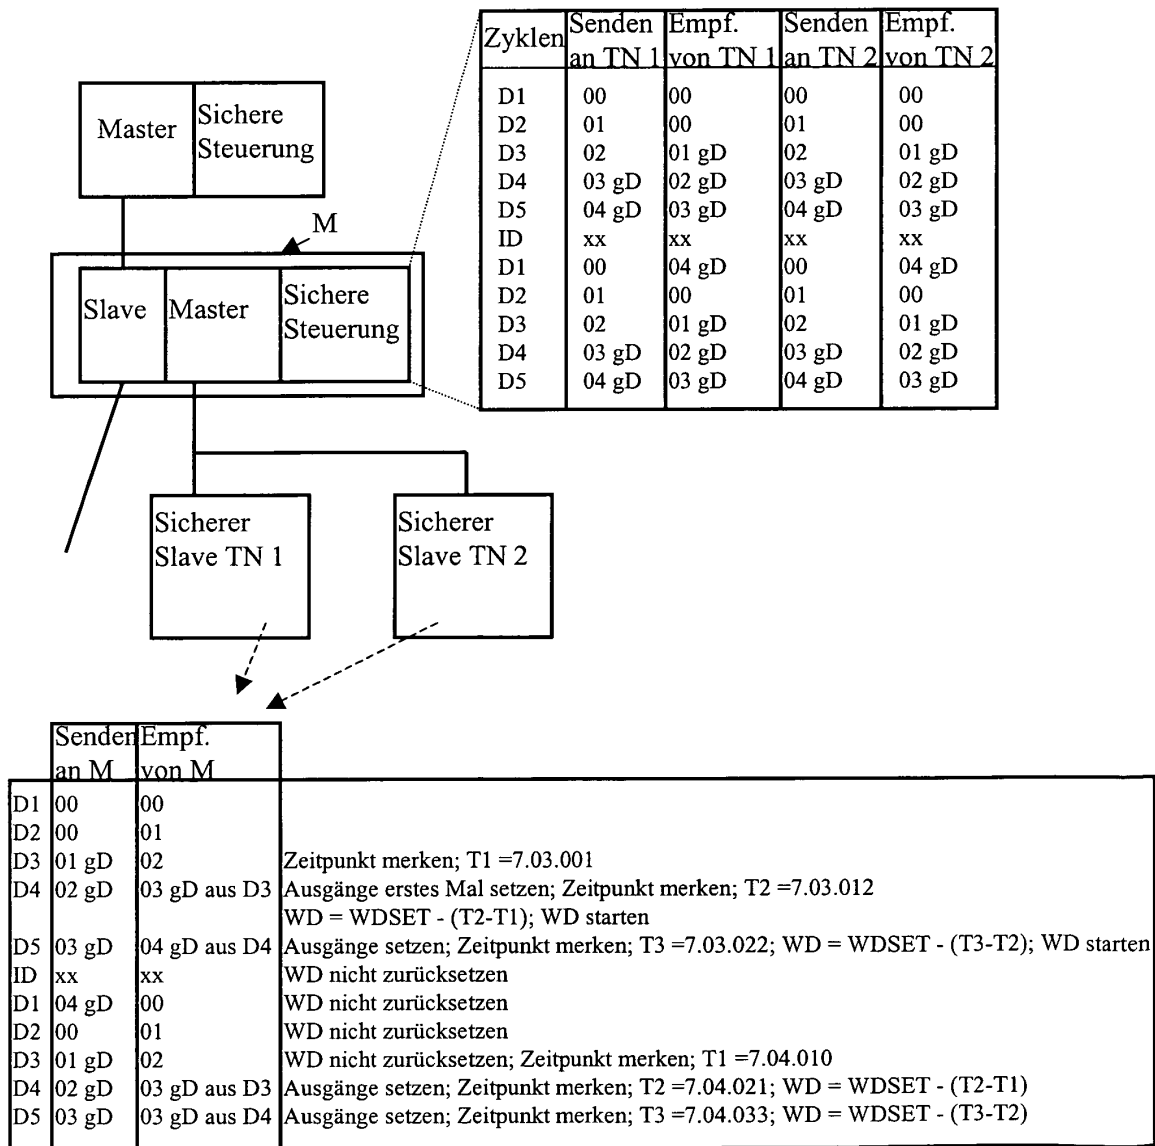 Zyklen Senden an TN 1 Empf. von TN 1 Senden an TN 2 Empf. von TN 2
D1 00 00 00 00
D2 01 00 01 00
D3 02 01 gD 02 01 gD
D4 03 gD 02 gD 03 gD 02 gD
D5 04 gD 03 gD 04 gD 03 gD
ID xx xx xx xx
D1 00 04 gD 00 04 gD
D2 01 00 01 00
D3 02 01 gD 02 01 gD
D4 03 gD 02 gD 03 gD 02 gD
D5 04 gD 03 gD 04 gD 03 gD
Master
Sichere
Steuerung
M
Slave
Master
Sichere
Steuerung
Sicherer
Slave TN 1
Sicherer
Slave TN 2
Senden Empf.
an M von M
D1 00 00
D2 00 01
D3 01 gD 02 Zeitpunkt merken; T1 =7.03.001
D4 02 gD 03 gD aus D3 Ausgänge erstes Mal setzen; Zeitpunkt merken; T2 =7.03.012
WD = WDSET - (T2-T1); WD starten
D5 03 gD 04 gD aus D4 Ausgänge setzen; Zeitpunkt merken; T3 =7.03.022; WD = WDSET - (T3-T2); WD starten
ID xx xx WD nicht zurücksetzen
D1 04 gD 00 WD nicht zurücksetzen
D2 00 01 WD nicht zurücksetzen
D3 01 gD 02 WD nicht zurücksetzen; Zeitpunkt merken; T1 =7.04.010
D4 02 gD 03 gD aus D3 Ausgänge setzen; Zeitpunkt merken; T2 =7.04.021; WD = WDSET - (T2-T1)
D5 03 gD 03 gD aus D4 Ausgänge setzen; Zeitpunkt merken; T3 =7.04.033; WD = WDSET - (T3-T2)